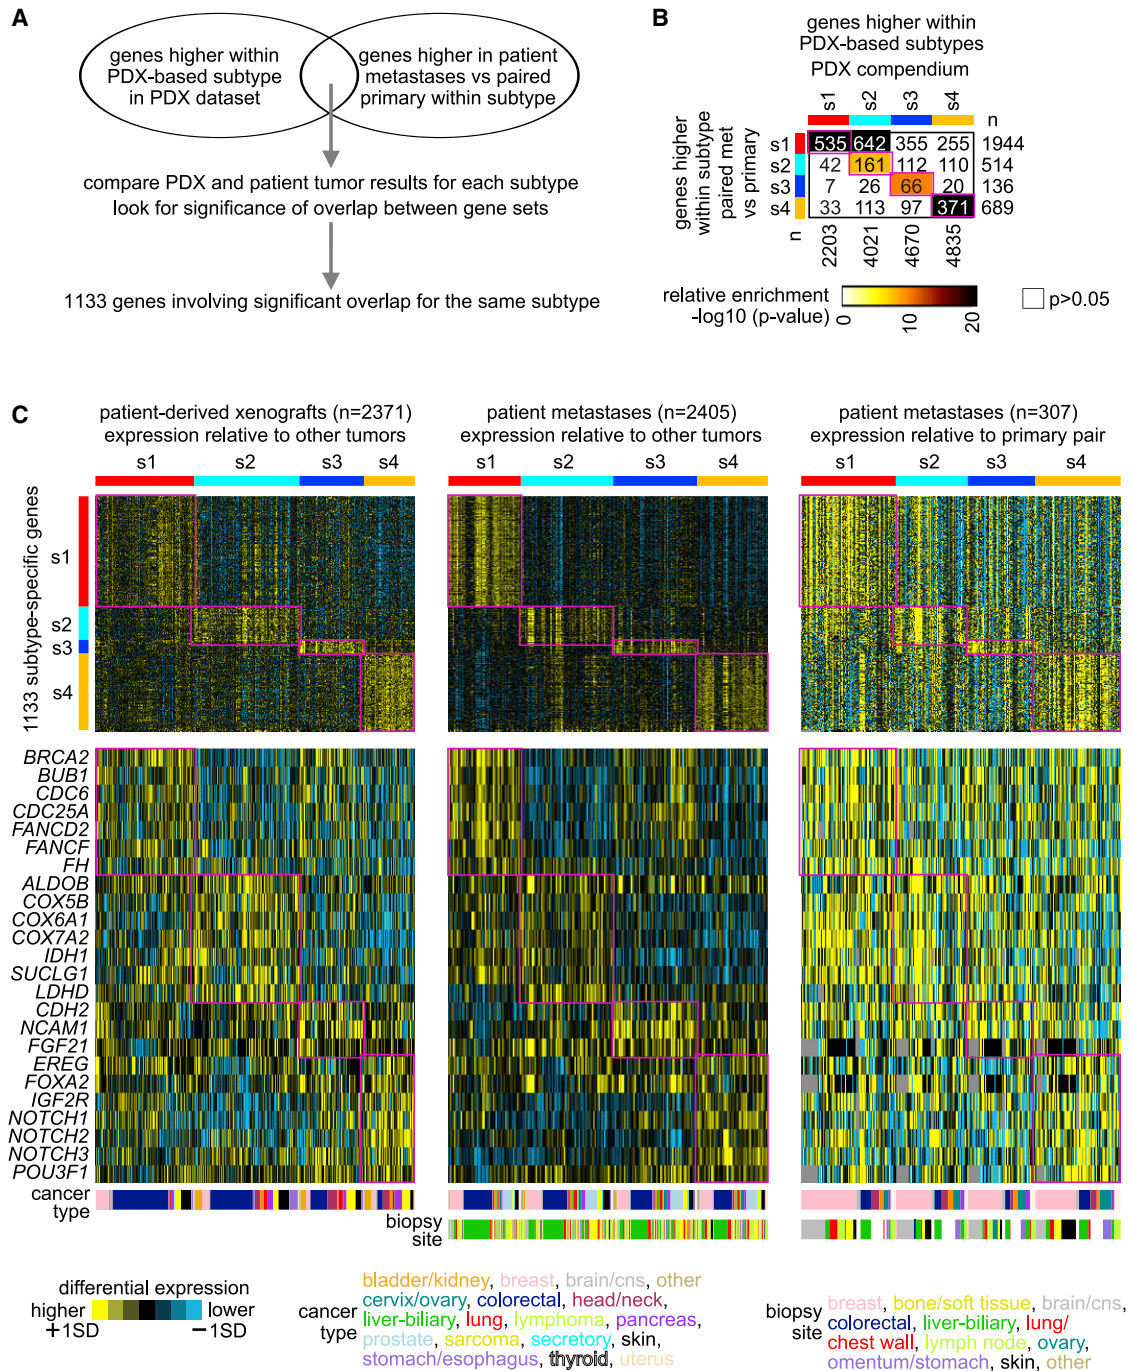 A
genes higher within
PDX-based subtype
in PDX dataset
genes higher in patient
metastases vs paired
primary within subtype
compare PDX and patient tumor results for each subtype
look for significance of overlap between gene sets
1133 genes involving significant overlap for the same subtype
B
genes higher within
PDX-based subtypes
PDX compendium
s1 s2 s3 s4 n
genes higher
within subtype
paired met
vs primary
s1 535 642 355 255 1944
s2 42 161 112 110 514
s3 7 26 66 20 136
s4 33 113 97 371 689
n 2203 4021 4670 4835
relative enrichment
-log10 (p-value)
0 10 20
p>0.05
C
patient-derived xenografts (n=2371)
expression relative to other tumors
s1 s2 s3 s4
patient metastases (n=2405)
expression relative to other tumors
s1 s2 s3 s4
patient metastases (n=307)
expression relative to primary pair
s1 s2 s3 s4
1133 subtype-specific genes
s1
s2
s3
s4
BRCA2
BUB1
CDC6
CDC25A
FANCD2
FANCF
FH
ALDOB
COX5B
COX6A1
COX7A2
IDH1
SUCLG1
LDHD
CDH2
NCAM1
FGF21
EREG
FOXA2
IGF2R
NOTCH1
NOTCH2
NOTCH3
POU3F1
cancer
type
biopsy
site
differential expression
higher lower
+1SD −1SD
cancer
type
bladder/kidney, breast, brain/cns, other
cervix/ovary, colorectal, head/neck,
liver-biliary, lung, lymphoma, pancreas,
prostate, sarcoma, secretory, skin,
stomach/esophagus, thyroid, uterus
biopsy
site
breast, bone/soft tissue, brain/cns,
colorectal, liver-biliary, lung/
chest wall, lymph node, ovary,
omentum/stomach, skin, other